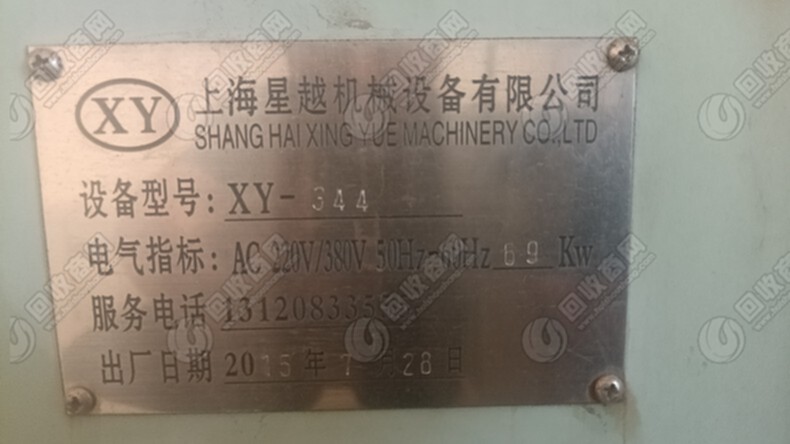 XY
上海星越机械设备有限公司
SHANG HAI XING YUE MACHINERY CO.,LTD
设备型号: XY-344
电气指标: AC 220V/380V 50Hz-60Hz 69 Kw
服务电话
出厂日期 2015年7月28日
回收商网